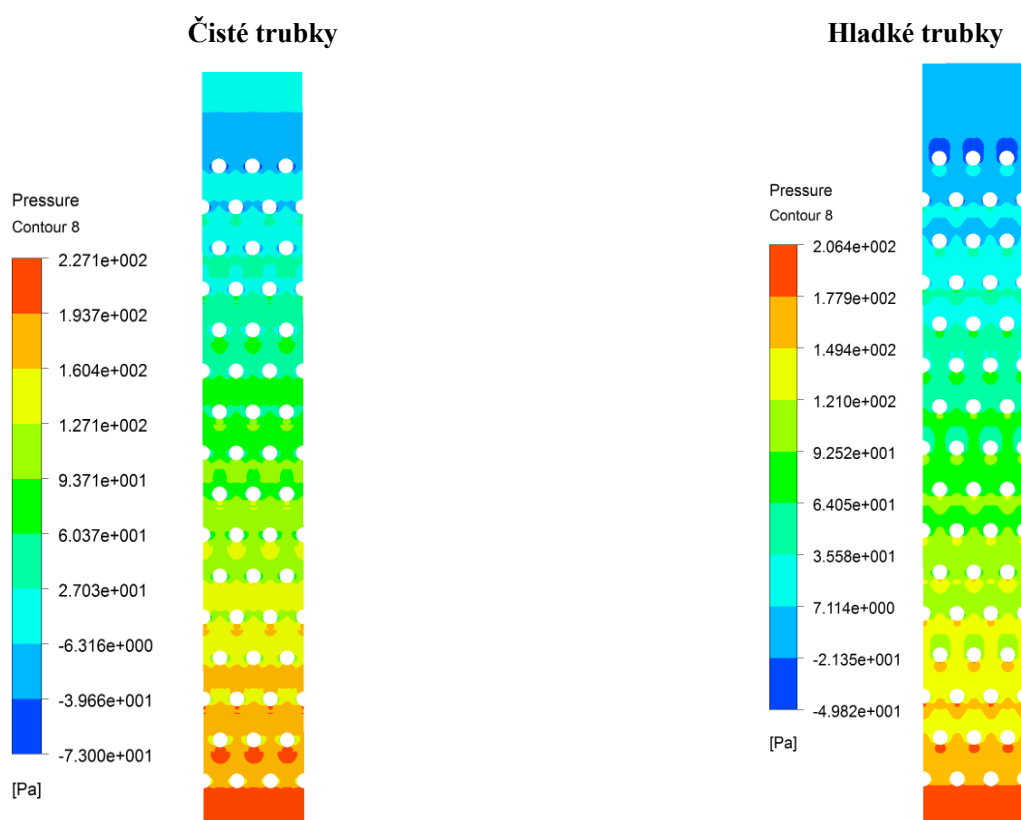 Čisté trubky
Pressure
Contour 8
2.271e+002
1.937e+002
1.604e+002
1.271e+002
9.371e+001
6.037e+001
2.703e+001
-6.316e+000
-3.966e+001
-7.300e+001
[Pa]
Hladké trubky
Pressure
Contour 8
2.064e+002
1.779e+002
1.494e+002
1.210e+002
9.252e+001
6.405e+001
3.558e+001
7.114e+000
-2.135e+001
-4.982e+001
[Pa]